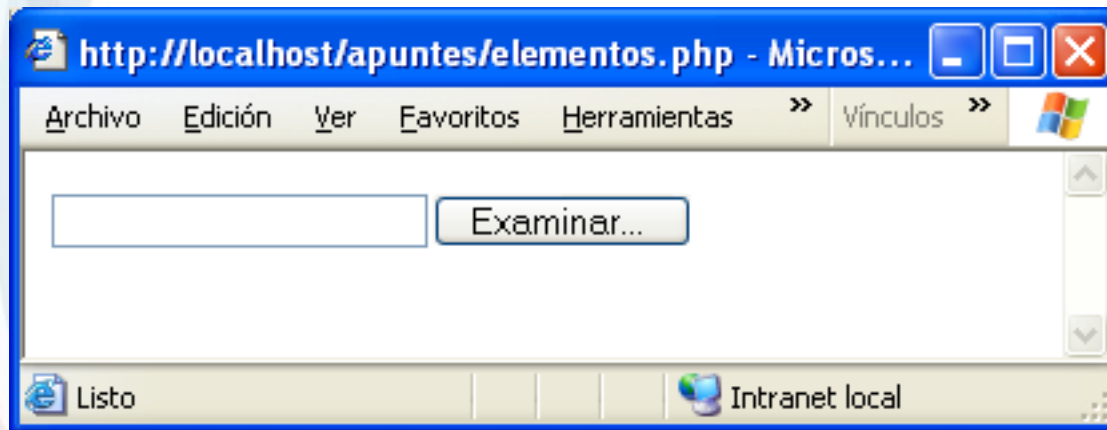 http://localhost/apuntes/elementos.php - Micros...
Archivo Edición Ver Favoritos Herramientas » Vínculos »
Examinar...
Listo Intranet local